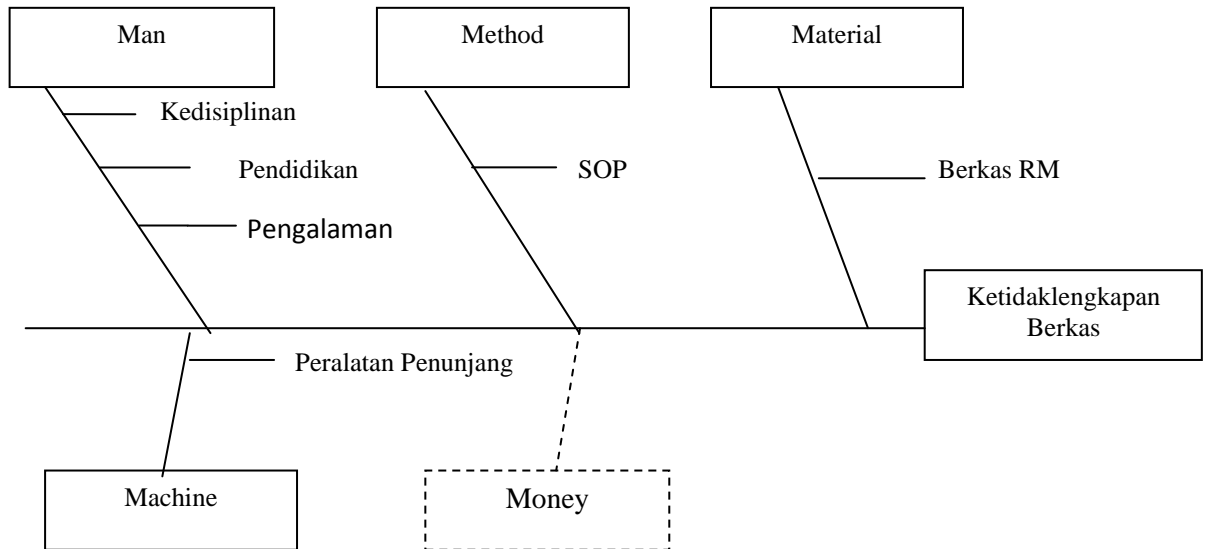 Man
Method
Material
Kedisiplinan
Pendidikan
SOP
Berkas RM
Pengalaman
Ketidaklengkapan
Berkas
Peralatan Penunjang
Machine
Money